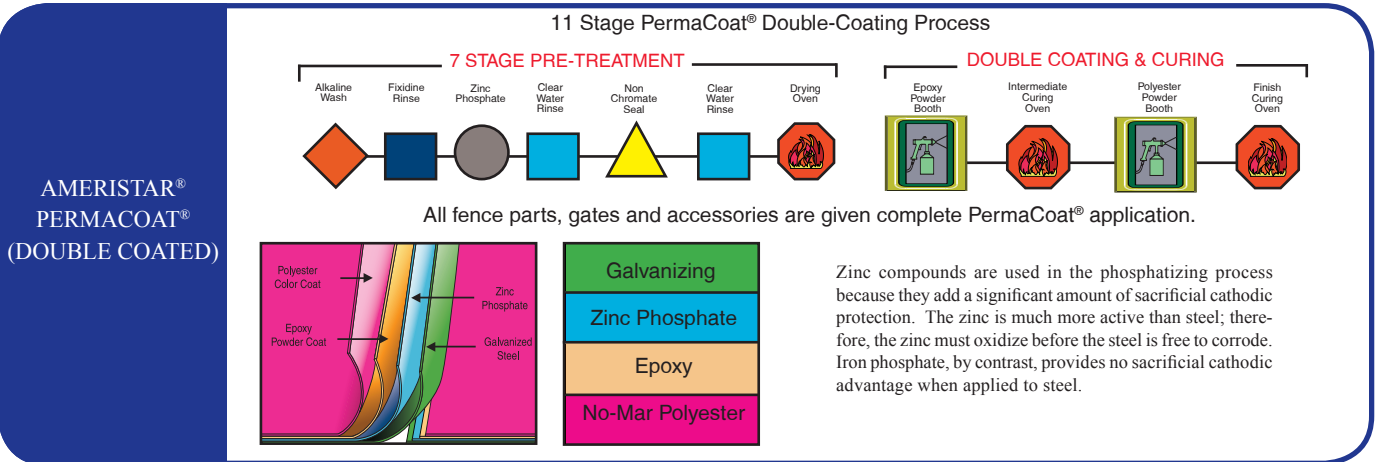 AMERISTAR®
PERMACOAT®
(DOUBLE COATED)
11 Stage PermaCoat® Double-Coating Process
7 STAGE PRE-TREATMENT
DOUBLE COATING & CURING
Alkaline
Wash
Fixidine
Rinse
Zinc
Phosphate
Clear
Water
Rinse
Non
Chromate
Seal
Clear
Water
Rinse
Drying
Oven
Epoxy
Powder
Booth
Intermediate
Curing
Oven
Polyester
Powder
Booth
Finish
Curing
Oven
All fence parts, gates and accessories are given complete PermaCoat® application.
Polyester
Color Coat
Epoxy
Powder Coat
Zinc
Phosphate
Galvanized
Steel
Galvanizing
Zinc Phosphate
Epoxy
No-Mar Polyester
Zinc compounds are used in the phosphatizing process
because they add a significant amount of sacrificial cathodic
protection. The zinc is much more active than steel; there-
fore, the zinc must oxidize before the steel is free to corrode.
Iron phosphate, by contrast, provides no sacrificial cathodic
advantage when applied to steel.